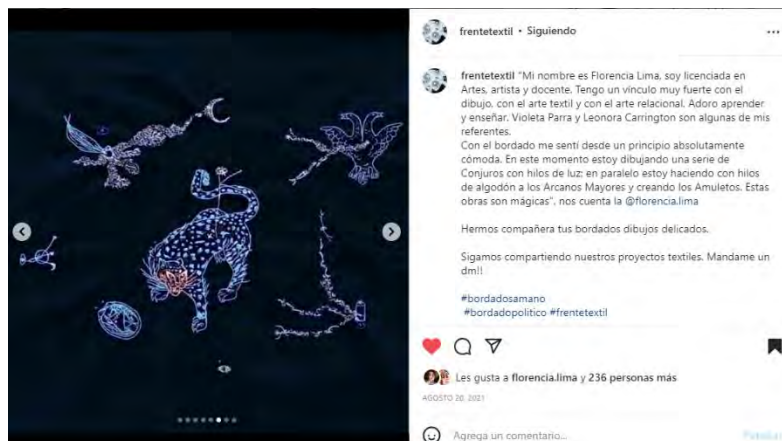 frentetextil • Siguiendo
frentetextil "Mi nombre es Florencia Lima, soy licenciada en
Artes, artista y docente. Tengo un vínculo muy fuerte con el
dibujo, con el arte textil y con el arte relacional. Adoro aprender
y enseñar. Violeta Parra y Leonora Carrington son algunas de mis
referentes.
Con el bordado me sentí desde un principio absolutamente
cómoda. En este momento estoy dibujando una serie de
Conjuros con hilos de luz; en paralelo estoy haciendo con hilos
de algodón a los Arcanos Mayores y creando los Amuletos. Estas
obras son mágicas", nos cuenta la @florencia.lima
Hermos compañera tus bordados dibujos delicados.
Sigamos compartiendo nuestros proyectos textiles. Mandame un
dm!!
#bordadosamano
#bordadopolitico #frentetextil
Les gusta a florencia.lima y 236 personas más
AGOSTO 20, 2021
Agrega un comentario...